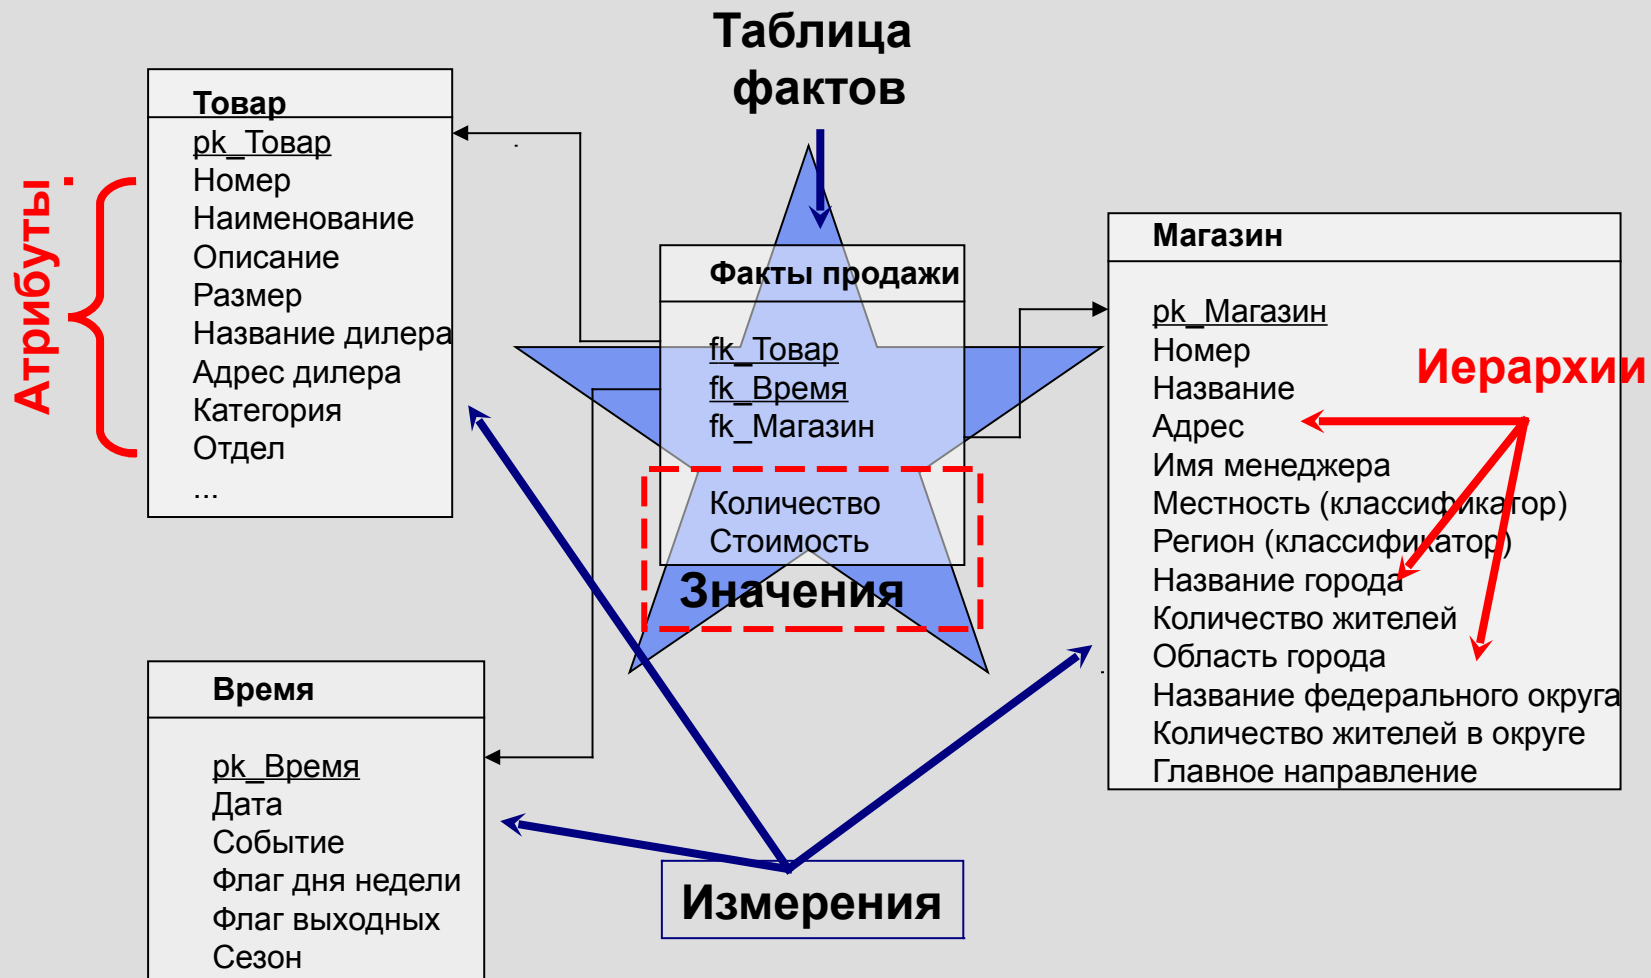 Таблица
фактов
Атрибуты
Товар
pk_Товар
Номер
Наименование
Описание
Размер
Название дилера
Адрес дилера
Категория
Отдел
...
Факты продажи
fk_Товар
fk_Время
fk_Магазин
Количество
Стоимость
Значения
Магазин
pk_Магазин
Номер
Название
Адрес
Имя менеджера
Местность (классификатор)
Регион (классификатор)
Название города
Количество жителей
Область города
Название федерального округа
Количество жителей в округе
Главное направление
Иерархии
Время
pk_Время
Дата
Событие
Флаг дня недели
Флаг выходных
Сезон
Измерения